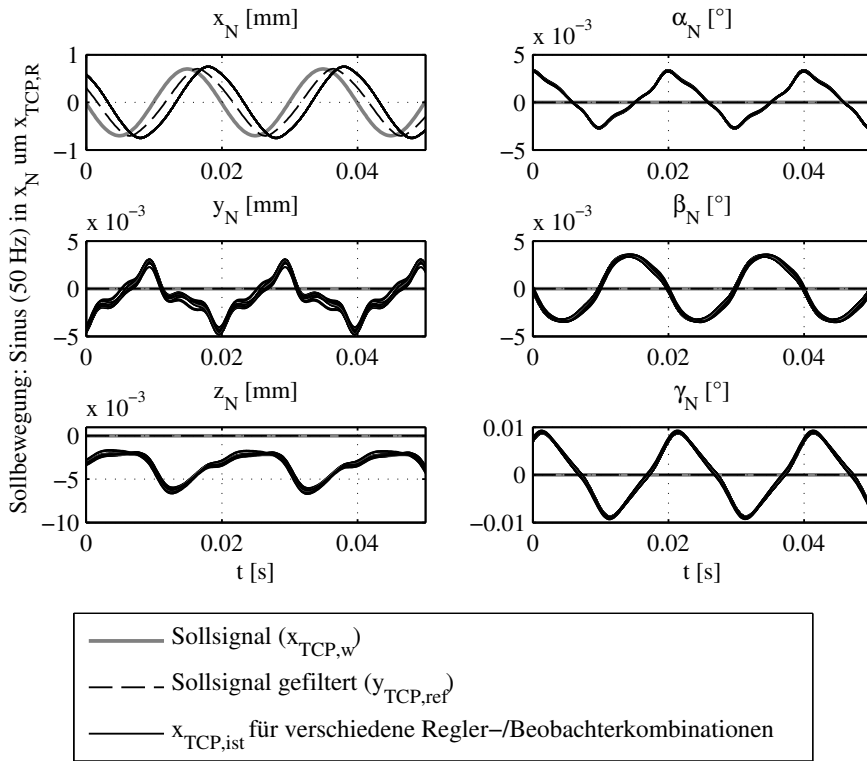 Sollbewegung: Sinus (50 Hz) in x_N um x_TCP,R
x_N [mm]
1
0
−1
0
0.02
0.04
x 10^−3
α_N [°]
5
0
−5
0
0.02
0.04
x 10^−3
y_N [mm]
5
0
−5
0
0.02
0.04
x 10^−3
β_N [°]
5
0
−5
0
0.02
0.04
x 10^−3
z_N [mm]
0
−5
−10
0
0.02
0.04
t [s]
γ_N [°]
0.01
0
−0.01
0
0.02
0.04
t [s]
Sollsignal (x_TCP,w)
Sollsignal gefiltert (y_TCP,ref)
x_TCP,ist für verschiedene Regler−/Beobachterkombinationen